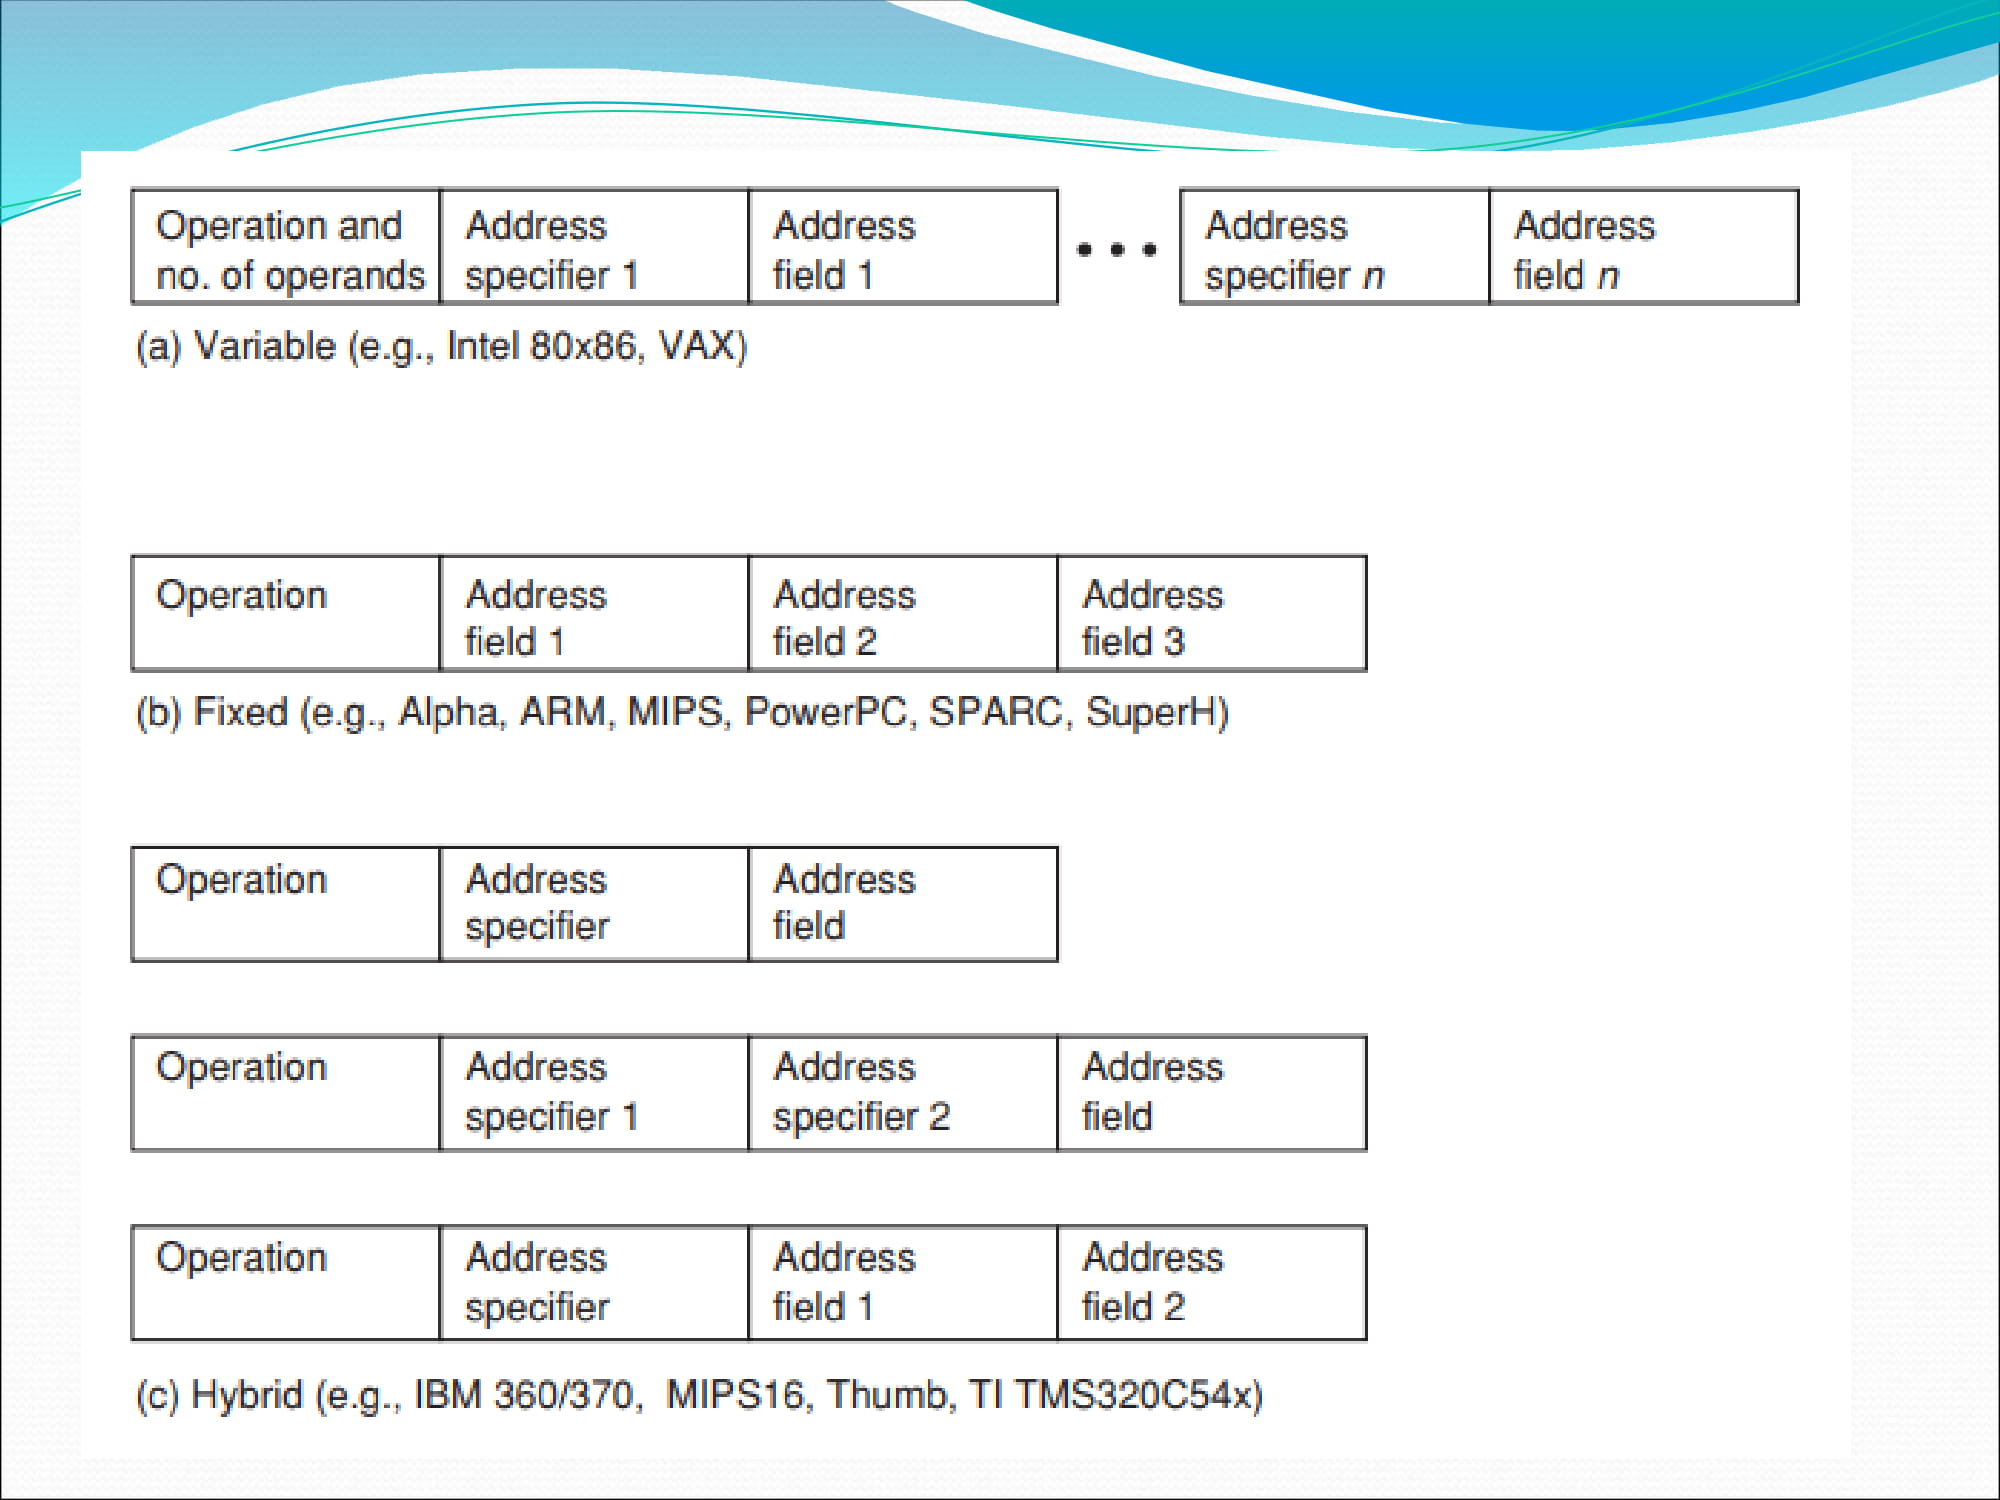 Operation and
no. of operands
Address
specifier 1
Address
field 1
• • •
Address
specifier n
Address
field n
(a) Variable (e.g., Intel 80x86, VAX)
Operation
Address
field 1
Address
field 2
Address
field 3
(b) Fixed (e.g., Alpha, ARM, MIPS, PowerPC, SPARC, SuperH)
Operation
Address
specifier
Address
field
Operation
Address
specifier 1
Address
specifier 2
Address
field
Operation
Address
specifier
Address
field 1
Address
field 2
(c) Hybrid (e.g., IBM 360/370, MIPS16, Thumb, TI TMS320C54x)